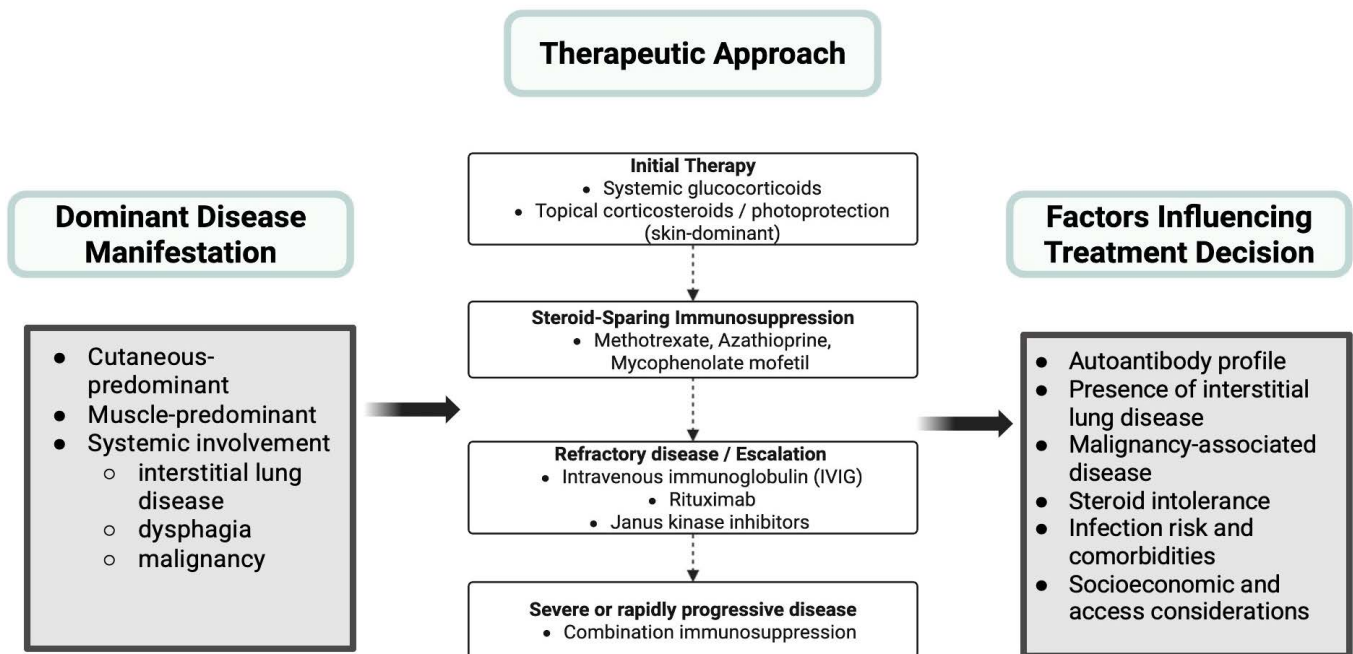 Therapeutic Approach
Dominant Disease
Manifestation
● Cutaneous-
predominant
● Muscle-predominant
● Systemic involvement
○ interstitial lung
disease
○ dysphagia
○ malignancy
Initial Therapy
• Systemic glucocorticoids
• Topical corticosteroids / photoprotection
(skin-dominant)
Steroid-Sparing Immunosuppression
• Methotrexate, Azathioprine,
Mycophenolate mofetil
Refractory disease / Escalation
• Intravenous immunoglobulin (IVIG)
• Rituximab
• Janus kinase inhibitors
Severe or rapidly progressive disease
• Combination immunosuppression
Factors Influencing
Treatment Decision
● Autoantibody profile
● Presence of interstitial
lung disease
● Malignancy-associated
disease
● Steroid intolerance
● Infection risk and
comorbidities
● Socioeconomic and
access considerations